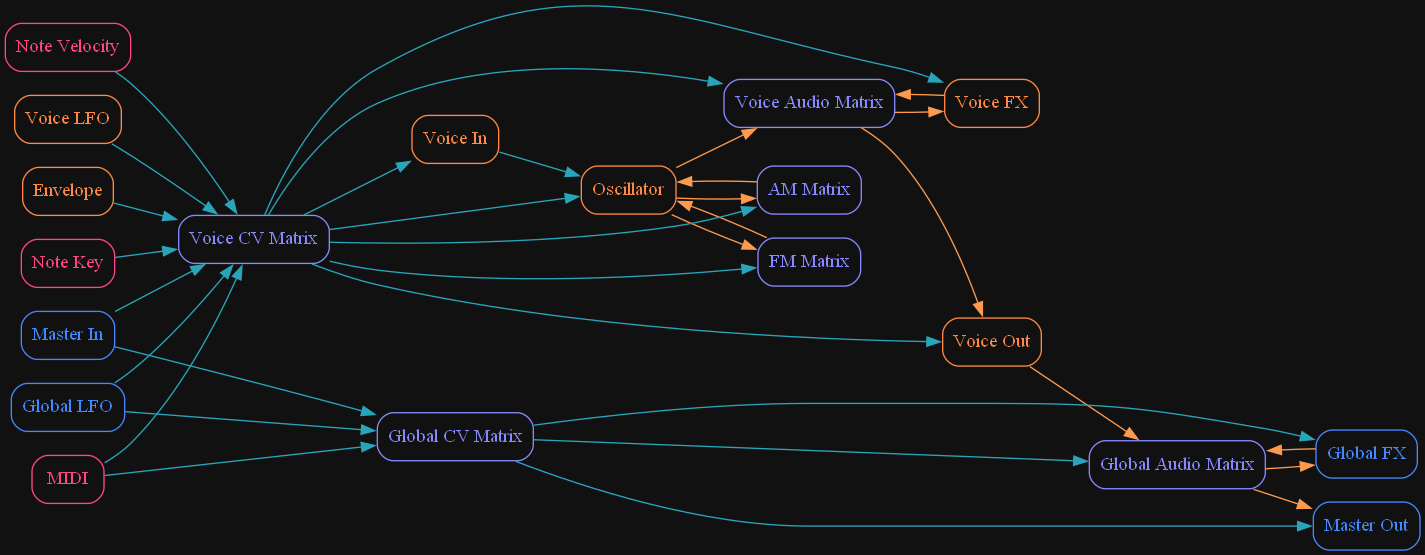 Note Velocity
Voice LFO
Envelope
Note Key
Master In
Global LFO
MIDI
Voice CV Matrix
Global CV Matrix
Voice In
Oscillator
Voice Audio Matrix
AM Matrix
FM Matrix
Voice FX
Voice Out
Global Audio Matrix
Global FX
Master Out